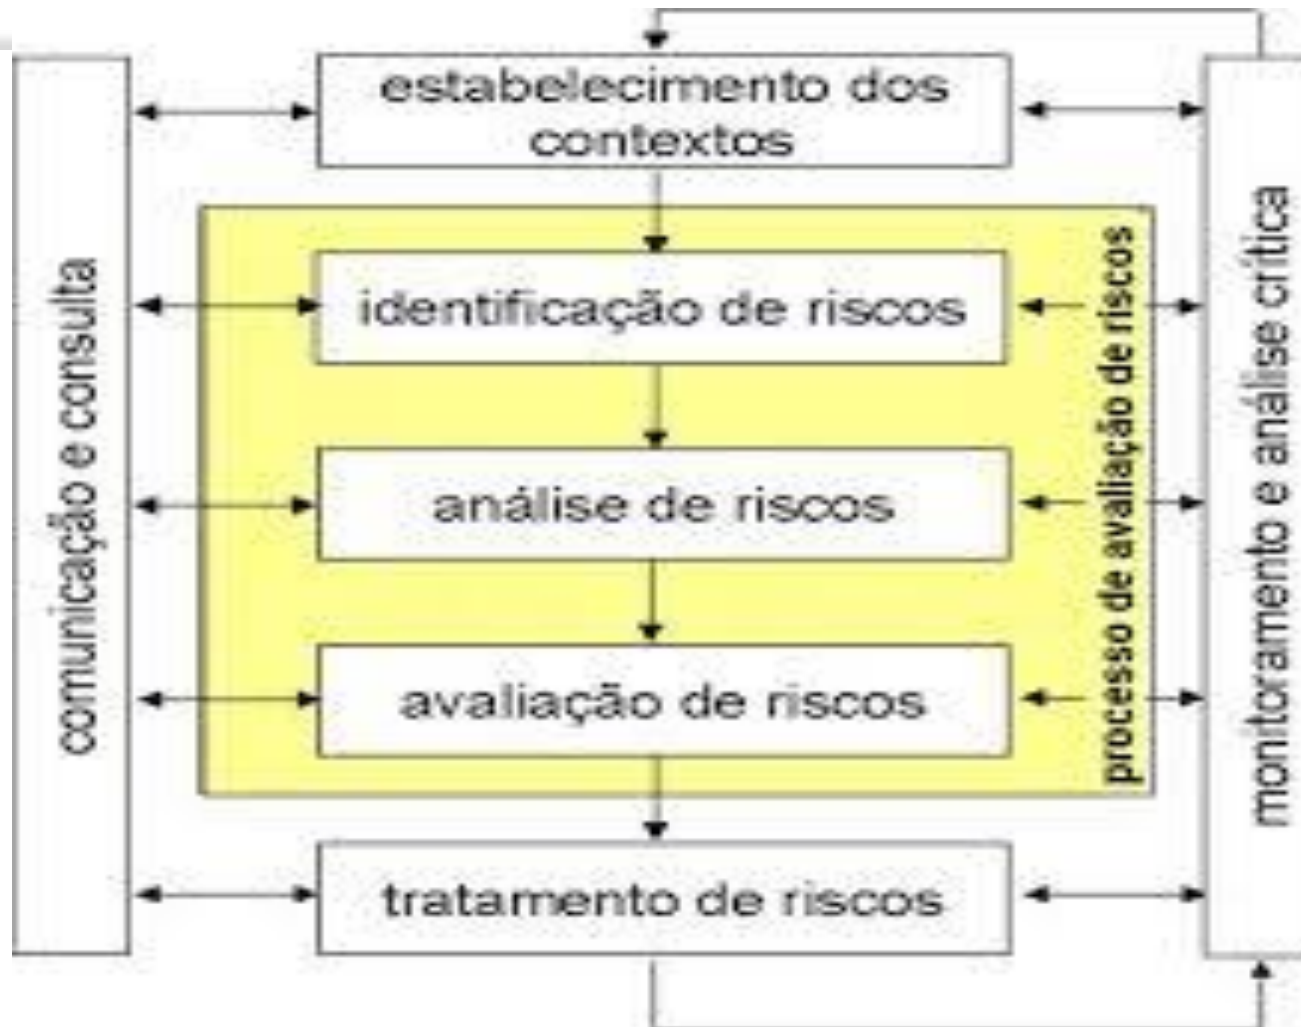 estabelecimento dos
contextos
identificação de riscos
análise de riscos
avaliação de riscos
tratamento de riscos
comunicação e consulta
processo de avaliação de riscos
monitoramento e análise crítica